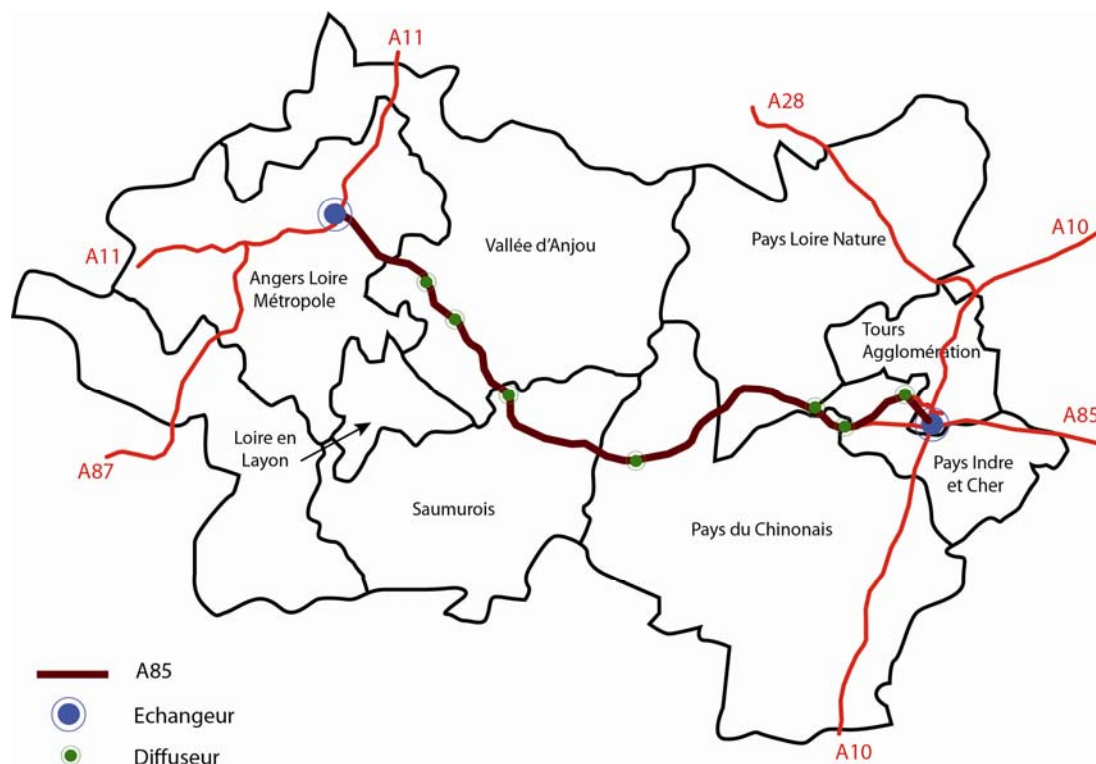 A11
A28
A10
Vallée d'Anjou
Pays Loire Nature
A11
Angers Loire
Métropole
Tours
Agglomération
A85
Loire en
Layon
A87
Pays Indre
et Cher
Saumurois
Pays du Chinonais
A85
Echangeur
Diffuseur
A10